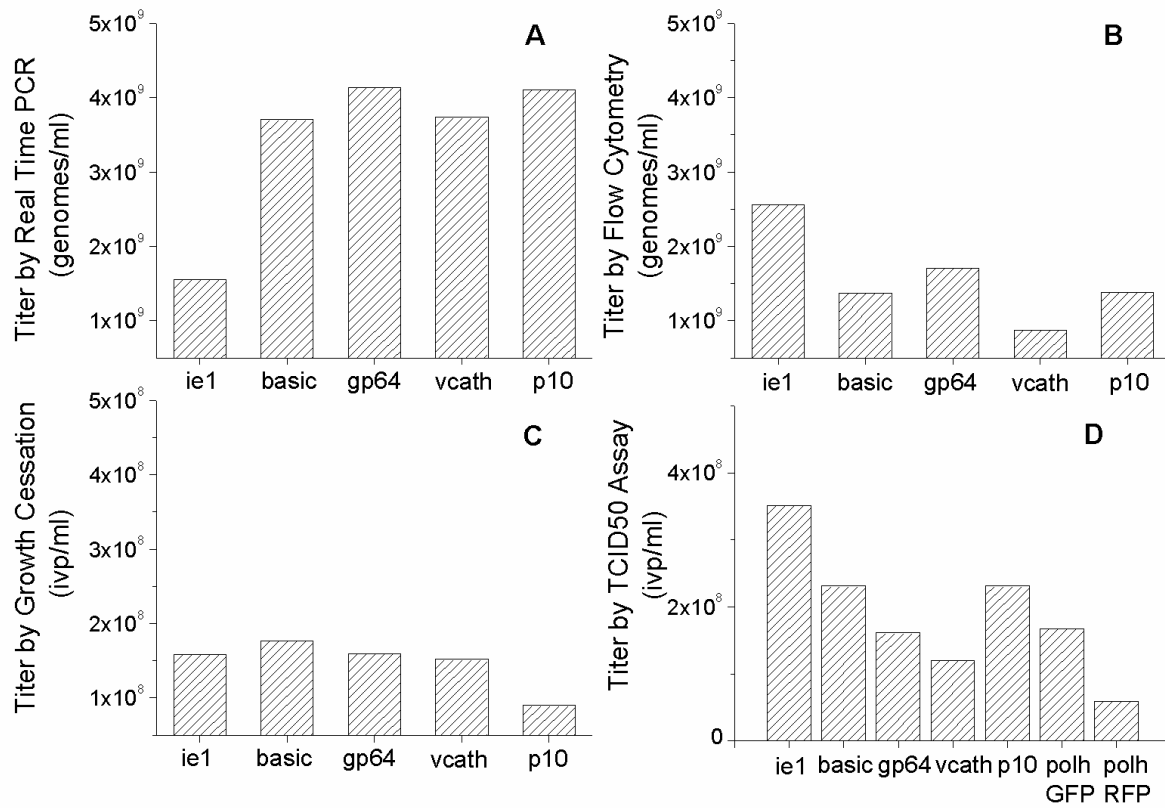 A
Titer by Real Time PCR
(genomes/ml)
5x10⁹
4x10⁹
3x10⁹
2x10⁹
1x10⁹
ie1 basic gp64 vcath p10
B
Titer by Flow Cytometry
(genomes/ml)
5x10⁹
4x10⁹
3x10⁹
2x10⁹
1x10⁹
ie1 basic gp64 vcath p10
C
Titer by Growth Cessation
(ivp/ml)
5x10⁸
4x10⁸
3x10⁸
2x10⁸
1x10⁸
ie1 basic gp64 vcath p10
D
Titer by TCID50 Assay
(ivp/ml)
4x10⁸
2x10⁸
0
ie1 basic gp64 vcath p10 polh polh
GFP RFP